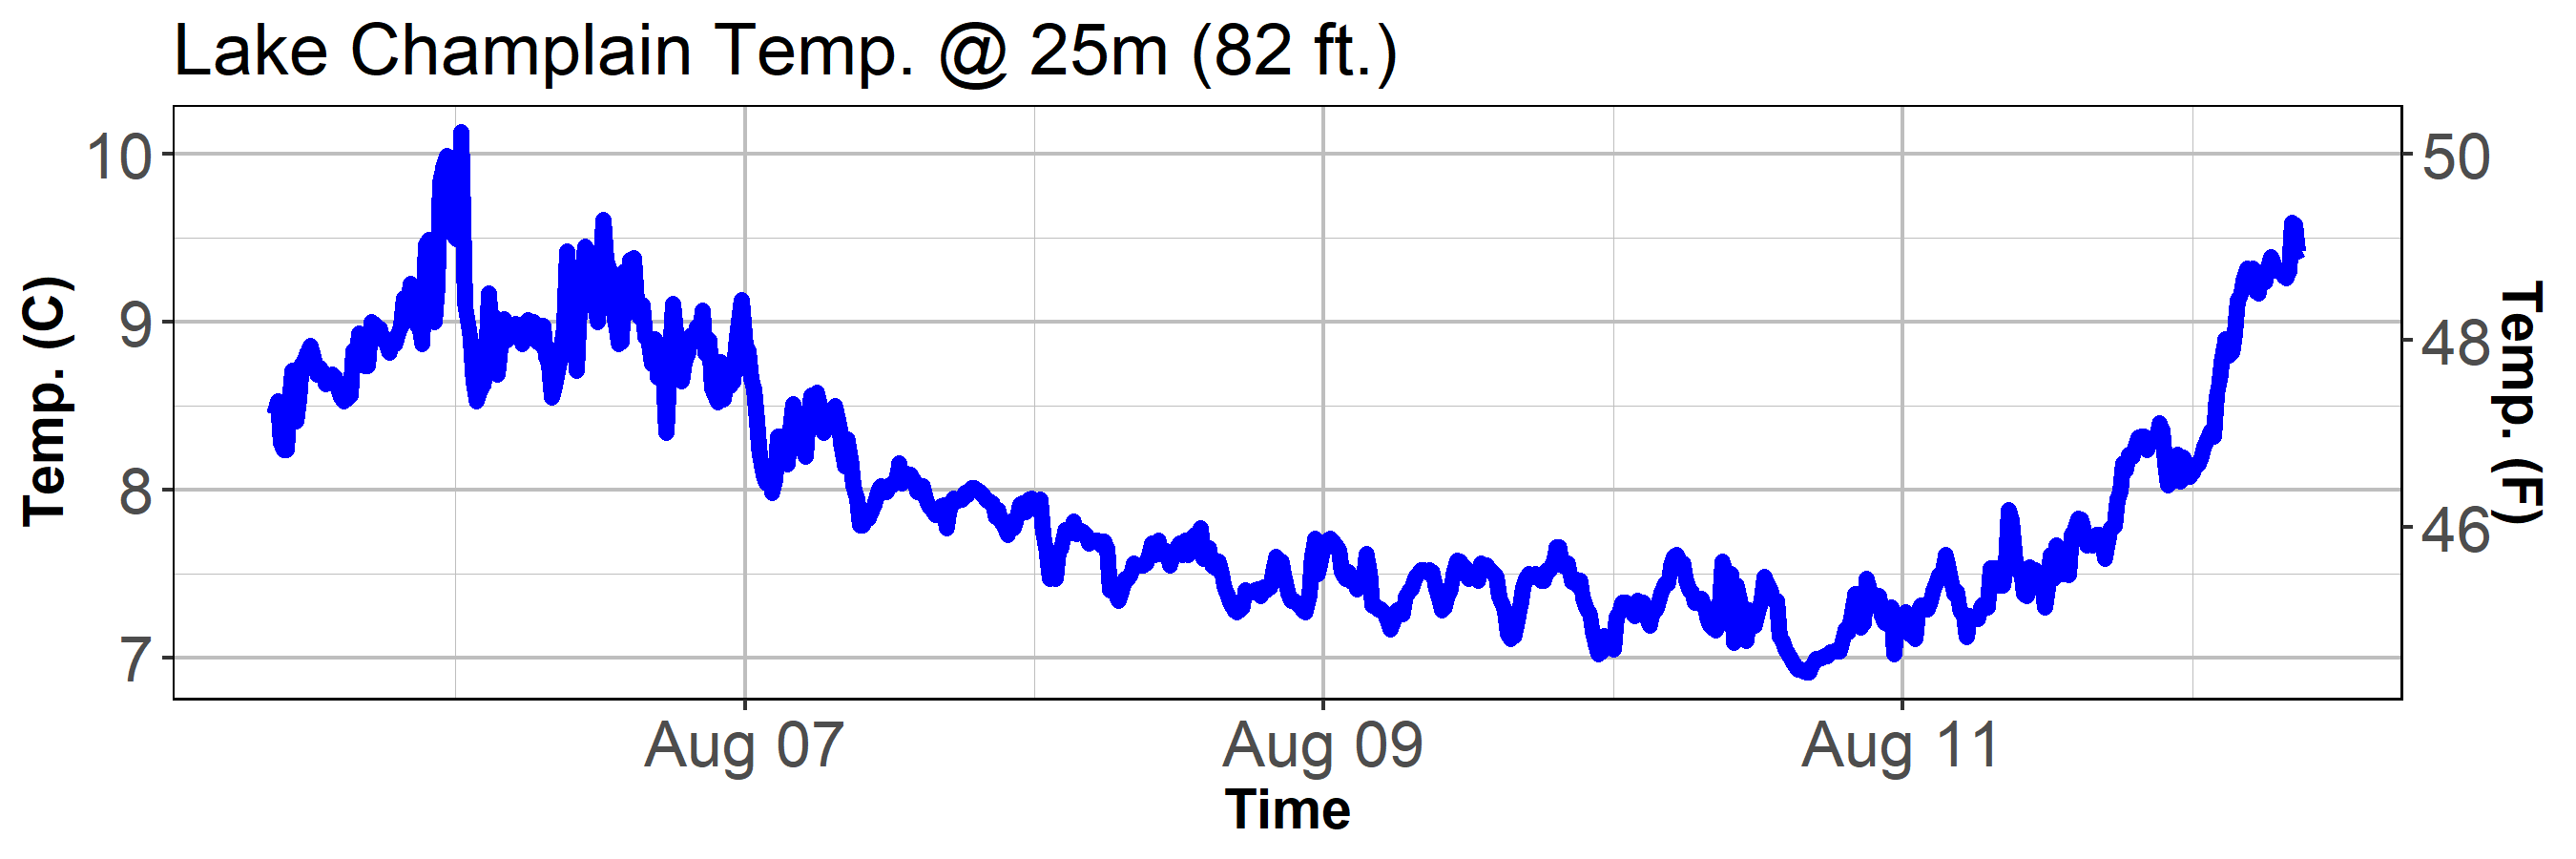 Lake Champlain Temp. @ 25m (82 ft.)
Temp. (C)
10
9
8
7
50
48
46
Temp. (F)
Aug 07
Aug 09
Aug 11
Time